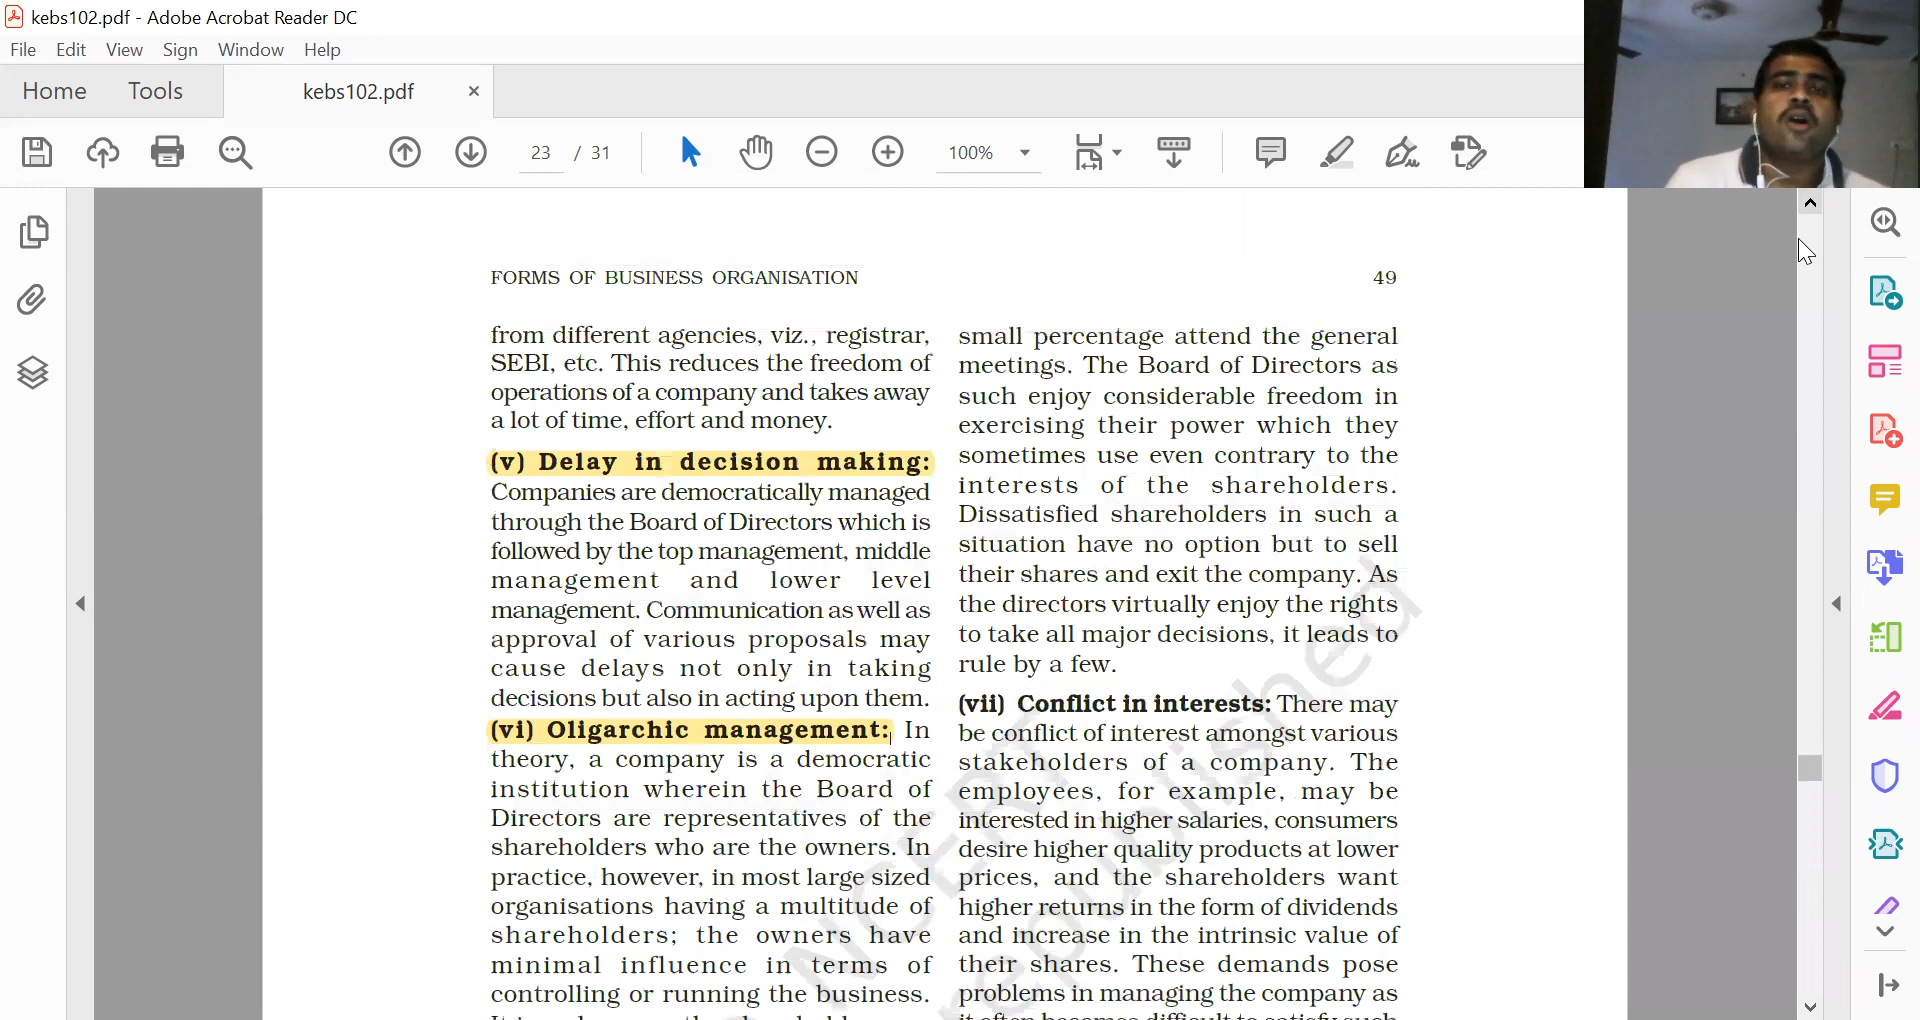 kebs102.pdf - Adobe Acrobat Reader DC
File Edit View Sign Window Help
Home Tools kebs102.pdf ×
23 / 31 100%
FORMS OF BUSINESS ORGANISATION 49
from different agencies, viz., registrar,
SEBI, etc. This reduces the freedom of
operations of a company and takes away
a lot of time, effort and money.
(v) Delay in decision making:
Companies are democratically managed
through the Board of Directors which is
followed by the top management, middle
management and lower level
management. Communication as well as
approval of various proposals may
cause delays not only in taking
decisions but also in acting upon them.
(vi) Oligarchic management: In
theory, a company is a democratic
institution wherein the Board of
Directors are representatives of the
shareholders who are the owners. In
practice, however, in most large sized
organisations having a multitude of
shareholders; the owners have
minimal influence in terms of
controlling or running the business.
small percentage attend the general
meetings. The Board of Directors as
such enjoy considerable freedom in
exercising their power which they
sometimes use even contrary to the
interests of the shareholders.
Dissatisfied shareholders in such a
situation have no option but to sell
their shares and exit the company. As
the directors virtually enjoy the rights
to take all major decisions, it leads to
rule by a few.
(vii) Conflict in interests: There may
be conflict of interest amongst various
stakeholders of a company. The
employees, for example, may be
interested in higher salaries, consumers
desire higher quality products at lower
prices, and the shareholders want
higher returns in the form of dividends
and increase in the intrinsic value of
their shares. These demands pose
problems in managing the company as
it often becomes difficult to satisfy such
NCERT
republished